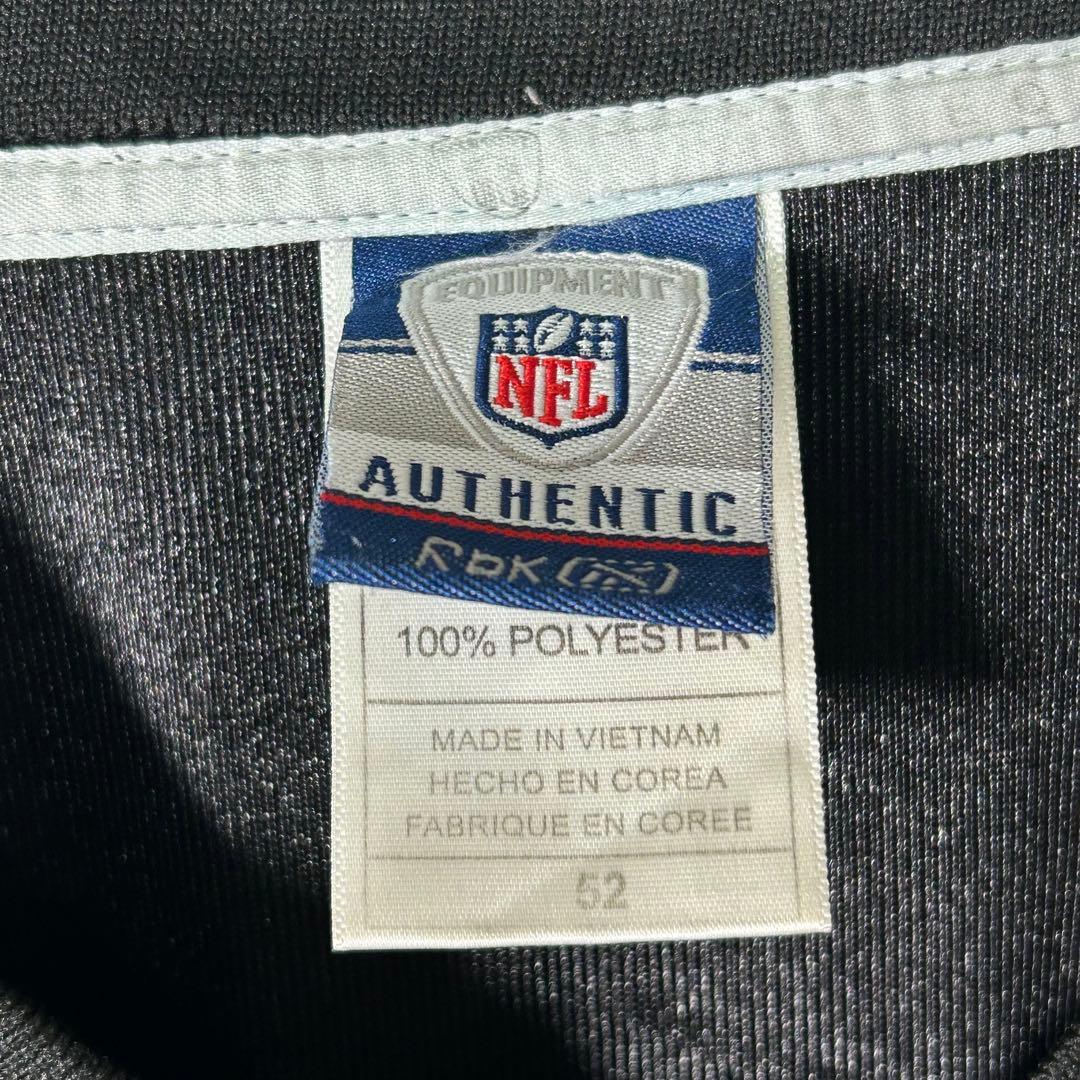 EQUIPMENT
NFL
AUTHENTIC
RBK
100% POLYESTER
MADE IN VIETNAM
HECHO EN COREA
FABRIQUE EN COREE
52